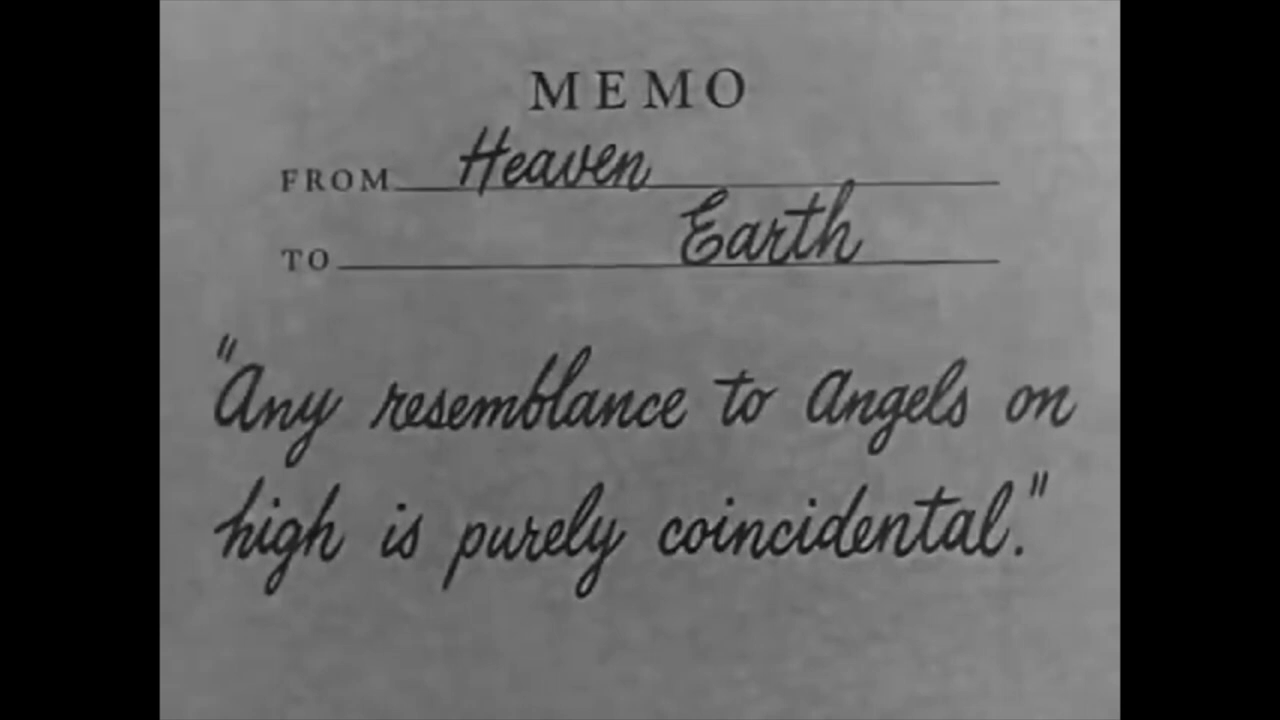 MEMO
FROM Heaven
TO Earth
"Any resemblance to Angels on
high is purely coincidental."